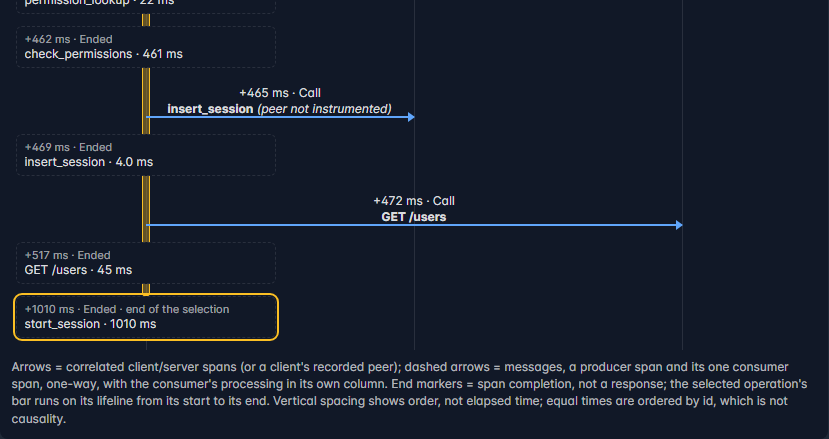 permission_lookup · 22 ms
+462 ms · Ended
check_permissions · 461 ms
+465 ms · Call
insert_session (peer not instrumented)
+469 ms · Ended
insert_session · 4.0 ms
+472 ms · Call
GET /users
+517 ms · Ended
GET /users · 45 ms
+1010 ms · Ended · end of the selection
start_session · 1010 ms
Arrows = correlated client/server spans (or a client's recorded peer); dashed arrows = messages, a producer span and its one consumer
span, one-way, with the consumer's processing in its own column. End markers = span completion, not a response; the selected operation's
bar runs on its lifeline from its start to its end. Vertical spacing shows order, not elapsed time; equal times are ordered by id, which is not
causality.